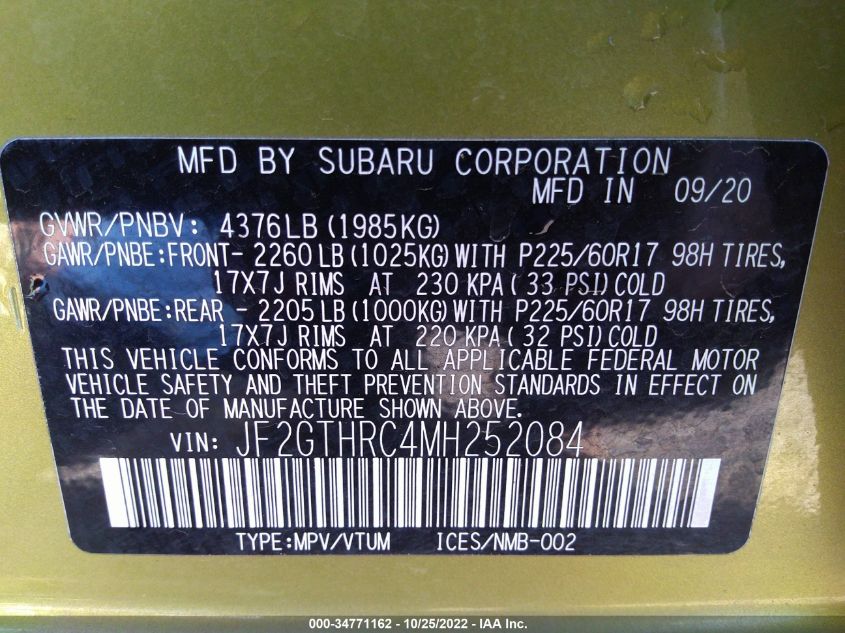 MFD BY SUBARU CORPORATION
MFD IN 09/20
GVWR/PNBV: 4376LB (1985KG)
GAWR/PNBE:FRONT- 2260 LB (1025KG) WITH P225/60R17 98H TIRES,
17X7J RIMS AT 230 KPA ( 33 PSI) COLD
GAWR/PNBE:REAR - 2205 LB (1000KG) WITH P225/60R17 98H TIRES,
17X7J RIMS AT 220 KPA ( 32 PSI) COLD
THIS VEHICLE CONFORMS TO ALL APPLICABLE FEDERAL MOTOR
VEHICLE SAFETY AND THEFT PREVENTION STANDARDS IN EFFECT ON
THE DATE OF MANUFACTURE SHOWN ABOVE.
VIN: JF2GTHRC4MH252084
TYPE:MPV/VTUM ICES/NMB-002
000-34771162 - 10/25/2022 - IAA Inc.